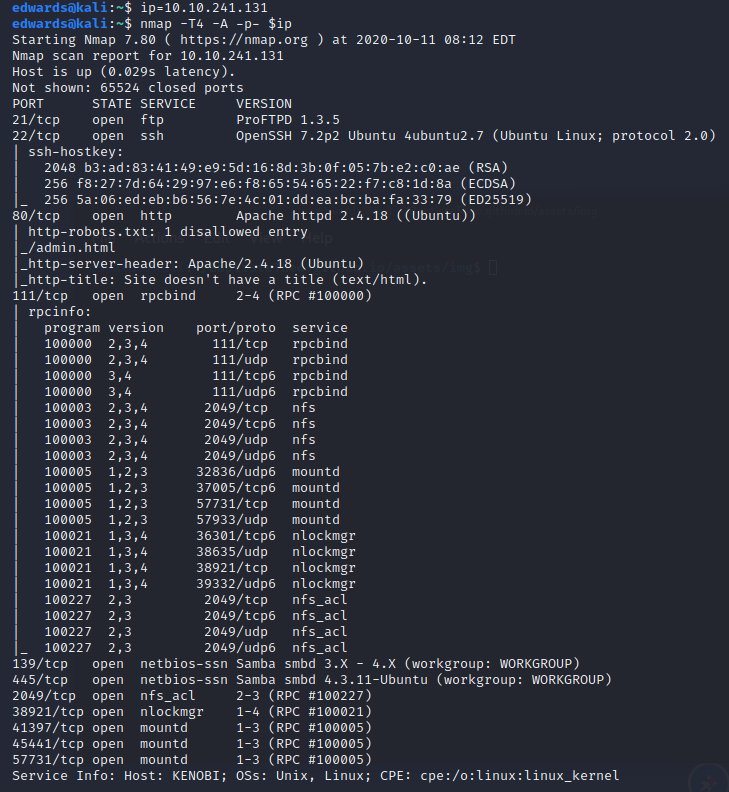 edwards@kali:~$ ip=10.10.241.131
edwards@kali:~$ nmap -T4 -A -p- $ip
Starting Nmap 7.80 ( https://nmap.org ) at 2020-10-11 08:12 EDT
Nmap scan report for 10.10.241.131
Host is up (0.029s latency).
Not shown: 65524 closed ports
PORT      STATE SERVICE     VERSION
21/tcp    open  ftp         ProFTPD 1.3.5
22/tcp    open  ssh         OpenSSH 7.2p2 Ubuntu 4ubuntu2.7 (Ubuntu Linux; protocol 2.0)
| ssh-hostkey:
|   2048 b3:ad:83:41:49:e9:5d:16:8d:3b:0f:05:7b:e2:c0:ae (RSA)
|   256 f8:27:7d:64:29:97:e6:f8:65:54:65:22:f7:c8:1d:8a (ECDSA)
|_  256 5a:06:ed:eb:b6:56:7e:4c:01:dd:ea:bc:ba:fa:33:79 (ED25519)
80/tcp    open  http        Apache httpd 2.4.18 ((Ubuntu))
| http-robots.txt: 1 disallowed entry
|_/admin.html
|_http-server-header: Apache/2.4.18 (Ubuntu)
|_http-title: Site doesn't have a title (text/html).
111/tcp   open  rpcbind     2-4 (RPC #100000)
| rpcinfo:
|   program version    port/proto  service
|   100000  2,3,4        111/tcp   rpcbind
|   100000  2,3,4        111/udp   rpcbind
|   100000  3,4          111/tcp6  rpcbind
|   100000  3,4          111/udp6  rpcbind
|   100003  2,3,4       2049/tcp   nfs
|   100003  2,3,4       2049/tcp6  nfs
|   100003  2,3,4       2049/udp   nfs
|   100003  2,3,4       2049/udp6  nfs
|   100005  1,2,3      32836/udp6  mountd
|   100005  1,2,3      37005/tcp6  mountd
|   100005  1,2,3      57731/tcp   mountd
|   100005  1,2,3      57933/udp   mountd
|   100021  1,3,4      36301/tcp6  nlockmgr
|   100021  1,3,4      38635/udp   nlockmgr
|   100021  1,3,4      38921/tcp   nlockmgr
|   100021  1,3,4      39332/udp6  nlockmgr
|   100227  2,3         2049/tcp   nfs_acl
|   100227  2,3         2049/tcp6  nfs_acl
|   100227  2,3         2049/udp   nfs_acl
|_  100227  2,3         2049/udp6  nfs_acl
139/tcp   open  netbios-ssn Samba smbd 3.X - 4.X (workgroup: WORKGROUP)
445/tcp   open  netbios-ssn Samba smbd 4.3.11-Ubuntu (workgroup: WORKGROUP)
2049/tcp  open  nfs_acl     2-3 (RPC #100227)
38921/tcp open  nlockmgr    1-4 (RPC #100021)
41397/tcp open  mountd      1-3 (RPC #100005)
45441/tcp open  mountd      1-3 (RPC #100005)
57731/tcp open  mountd      1-3 (RPC #100005)
Service Info: Host: KENOBI; OSs: Unix, Linux; CPE: cpe:/o:linux:linux_kernel